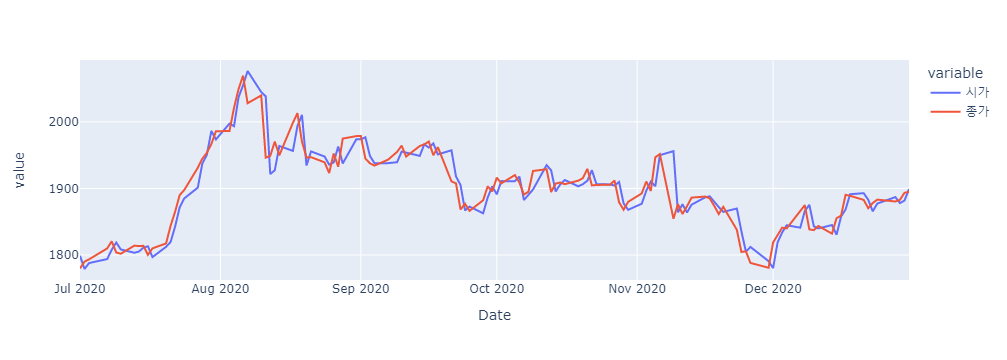 variable
시가
종가
value
2000
1900
1800
Jul 2020
Aug 2020
Sep 2020
Oct 2020
Nov 2020
Dec 2020
Date